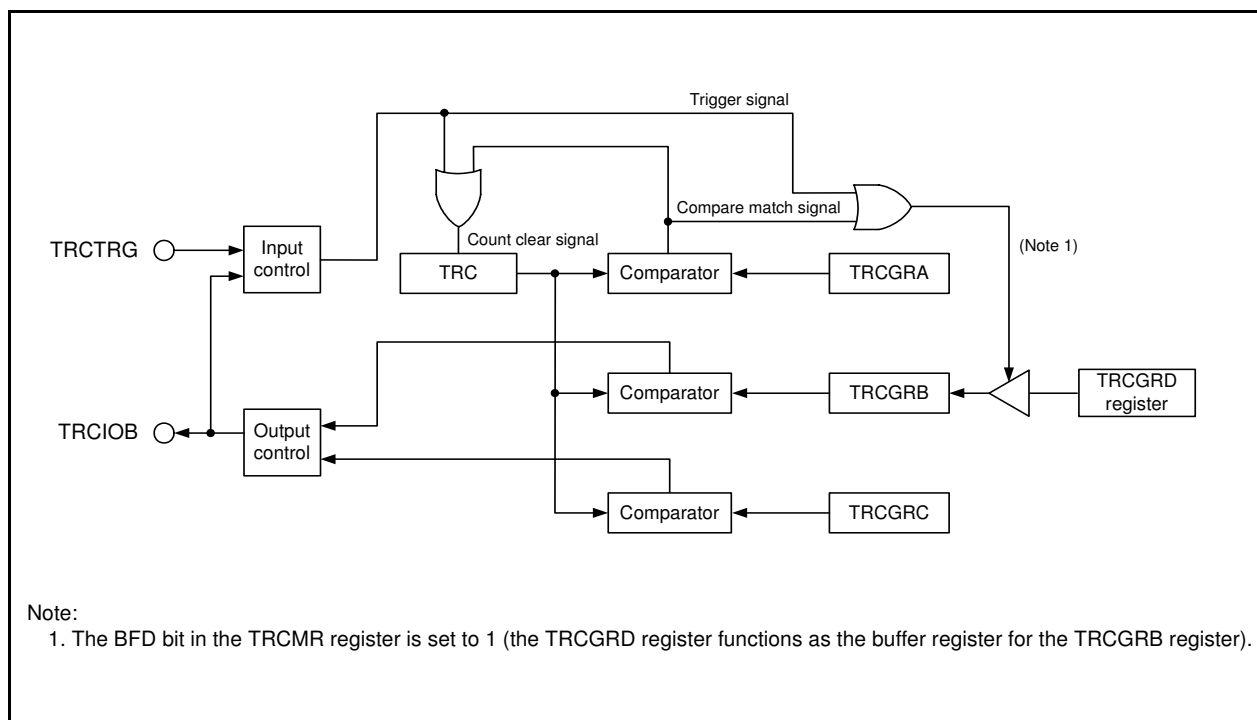 Trigger signal
Compare match signal
TRCTRG
Input
control
Count clear signal
(Note 1)
TRC
Comparator
TRCGRA
Comparator
TRCGRB
TRCGRD
register
TRCIOB
Output
control
Comparator
TRCGRC
Note:
1. The BFD bit in the TRCMR register is set to 1 (the TRCGRD register functions as the buffer register for the TRCGRB register).